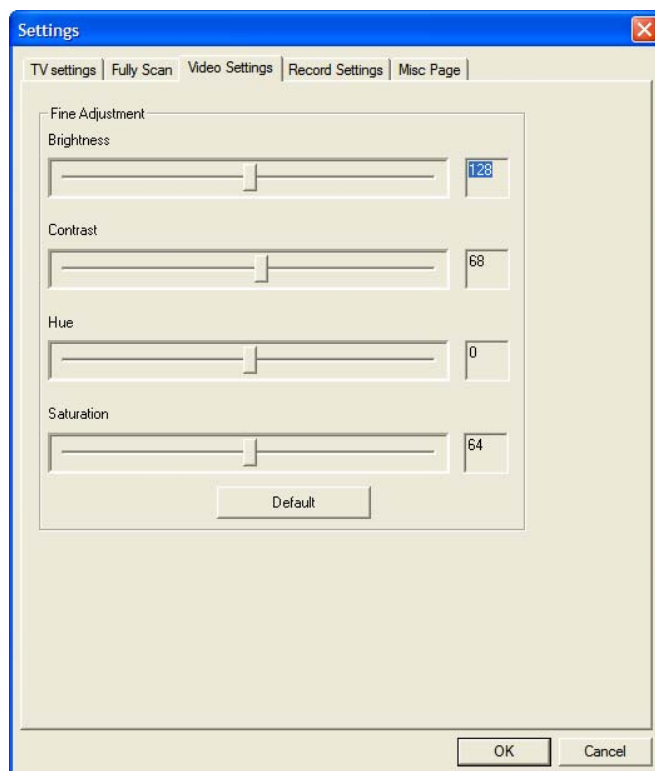 Settings
TV settings Fully Scan Video Settings Record Settings Misc Page
Fine Adjustment
Brightness
128
Contrast
68
Hue
0
Saturation
64
Default
OK Cancel